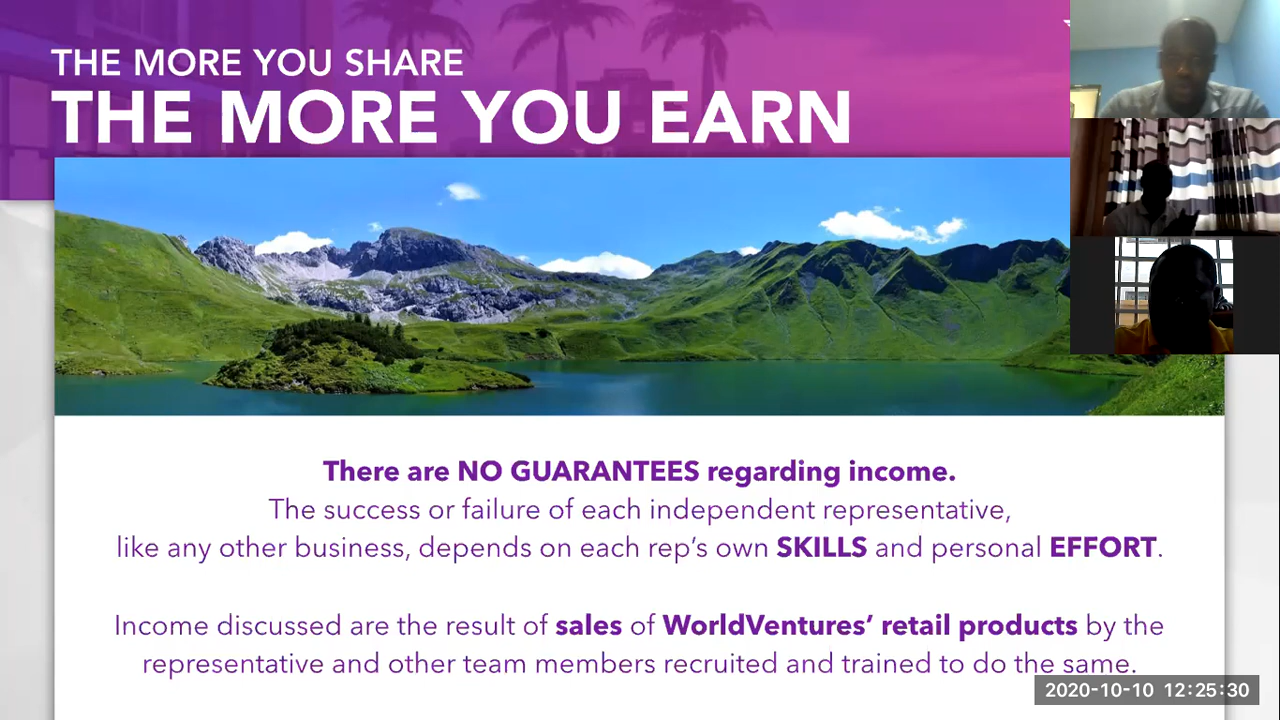 THE MORE YOU SHARE
THE MORE YOU EARN
There are NO GUARANTEES regarding income.
The success or failure of each independent representative,
like any other business, depends on each rep’s own SKILLS and personal EFFORT.
Income discussed are the result of sales of WorldVentures’ retail products by the
representative and other team members recruited and trained to do the same.
2020-10-10 12:25:30